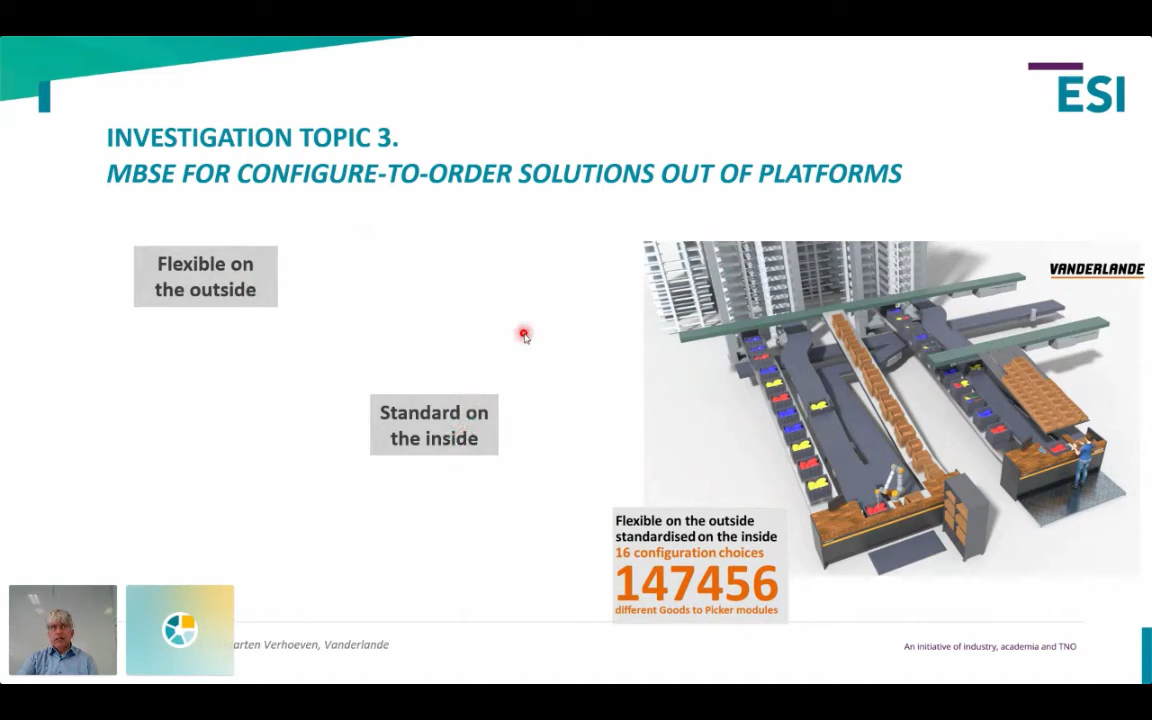 ESI
INVESTIGATION TOPIC 3.
MBSE FOR CONFIGURE-TO-ORDER SOLUTIONS OUT OF PLATFORMS
Flexible on
the outside
Standard on
the inside
VANDERLANDE
Flexible on the outside
standardised on the inside
16 configuration choices
147456
different Goods to Picker modules
arten Verhoeven, Vanderlande
An initiative of industry, academia and TNO